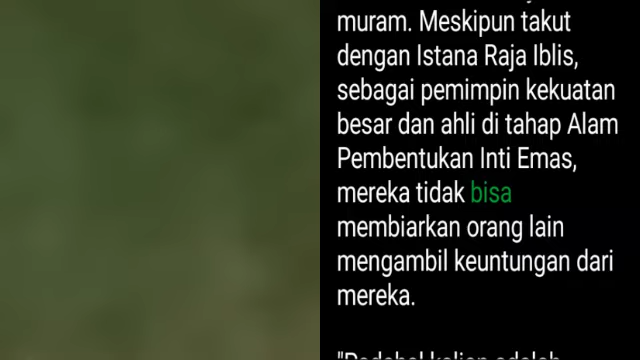 muram. Meskipun takut
dengan Istana Raja Iblis,
sebagai pemimpin kekuatan
besar dan ahli di tahap Alam
Pembentukan Inti Emas,
mereka tidak bisa
membiarkan orang lain
mengambil keuntungan dari
mereka.